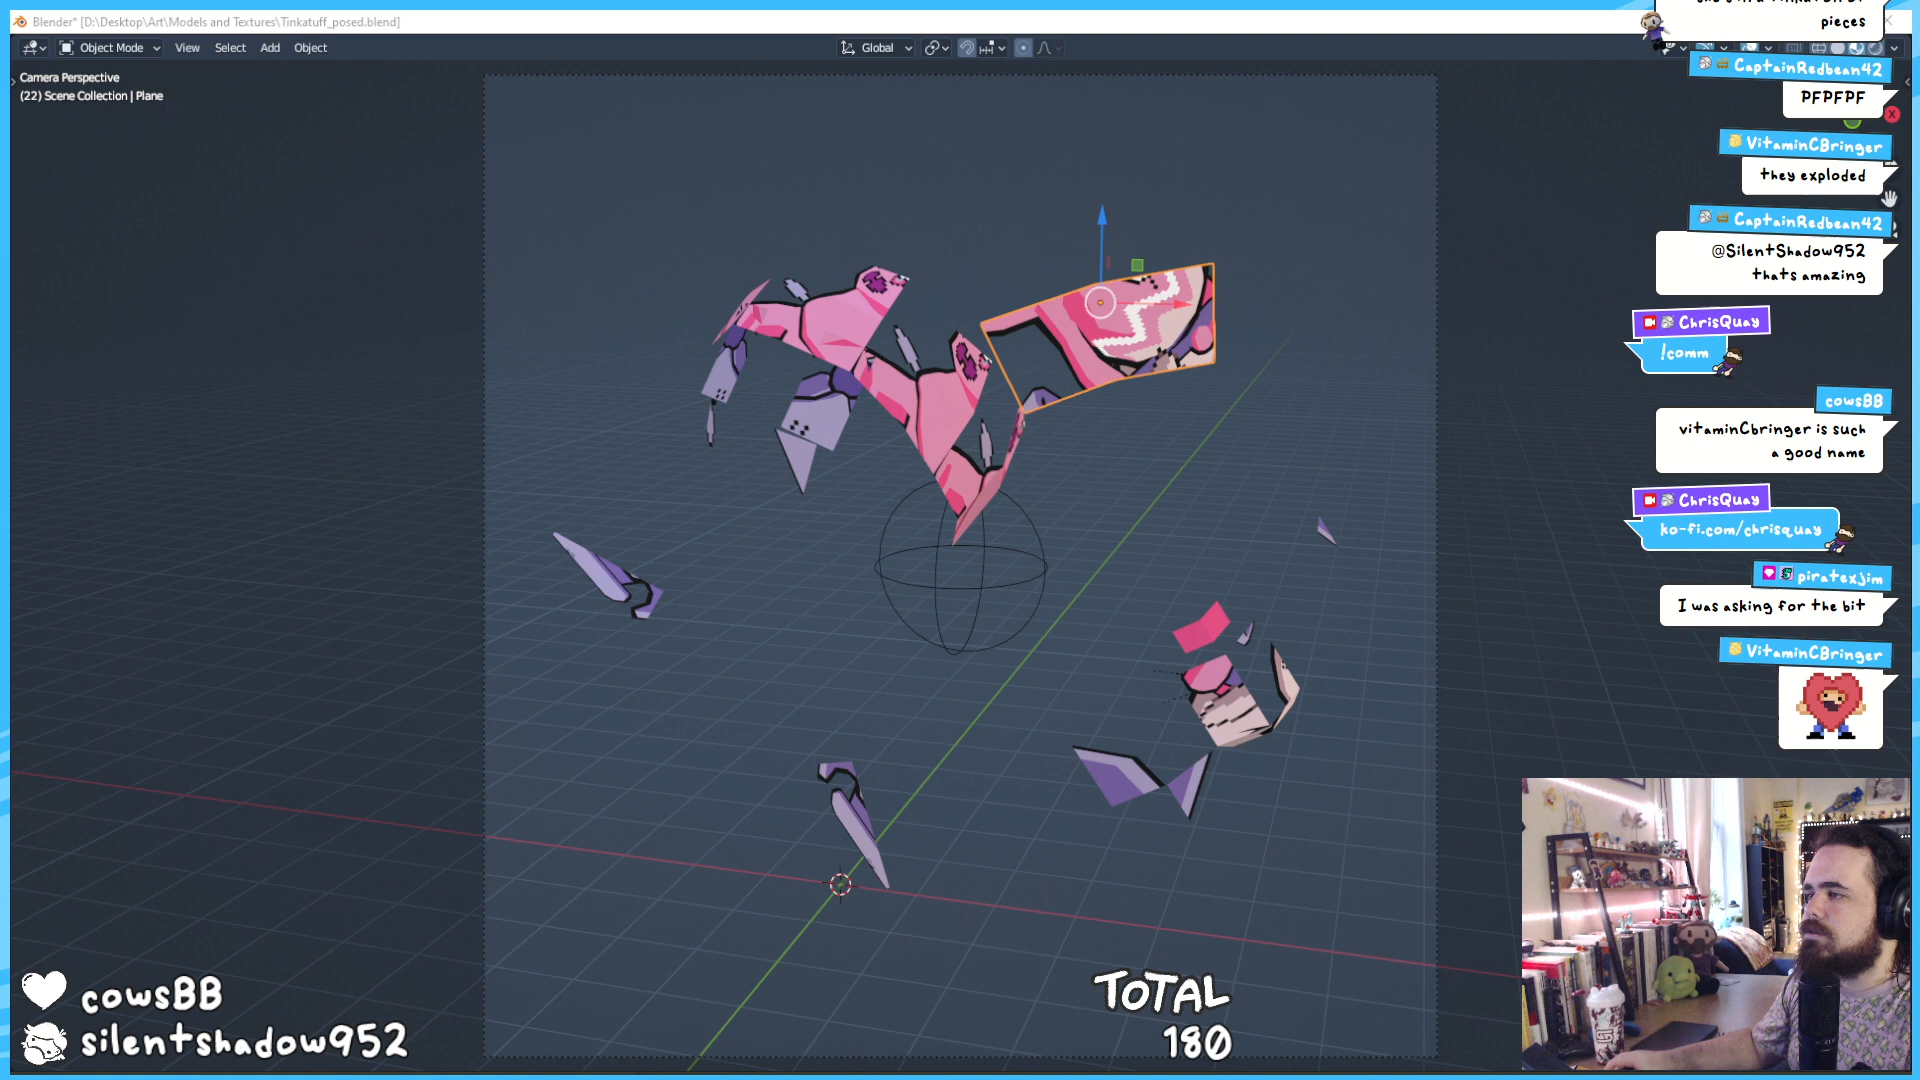 Blender* [D:\Desktop\Art\Models and Textures\Tinkatuff_posed.blend]
Object Mode
View
Select
Add
Object
Global
Camera Perspective
(22) Scene Collection | Plane
pieces
CaptainRedbean42
PFPFPF
X
VitaminCBringer
they exploded
CaptainRedbean42
@SilentShadow952
thats amazing
ChrisQuay
!comm
cowsBB
vitaminCbringer is such
a good name
ChrisQuay
ko-fi.com/chrisquay
piratexjim
I was asking for the bit
VitaminCBringer
cowsBB
silentshadow952
TOTAL
180